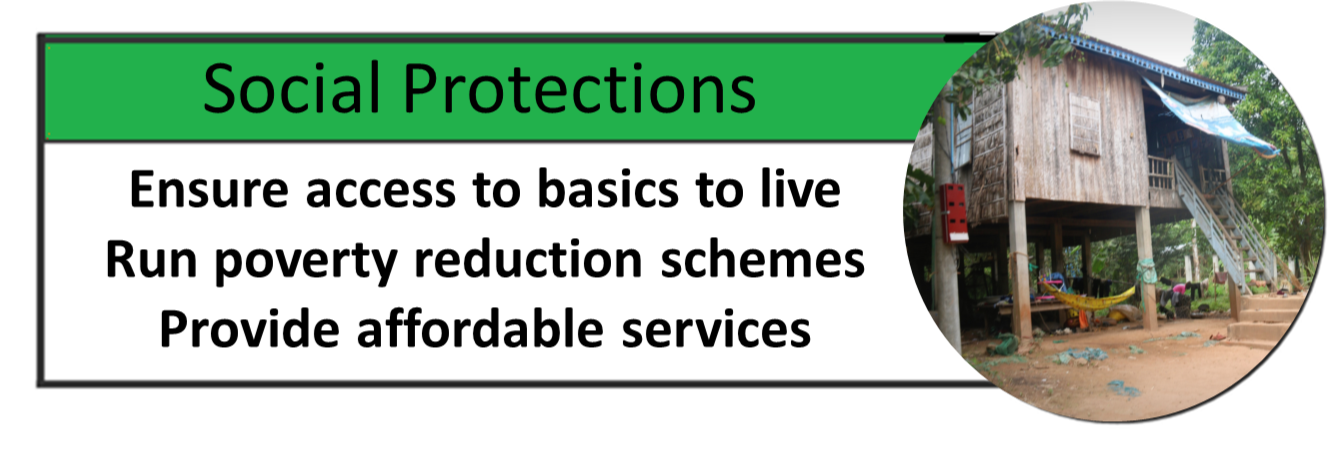 Social Protections
Ensure access to basics to live
Run poverty reduction schemes
Provide affordable services